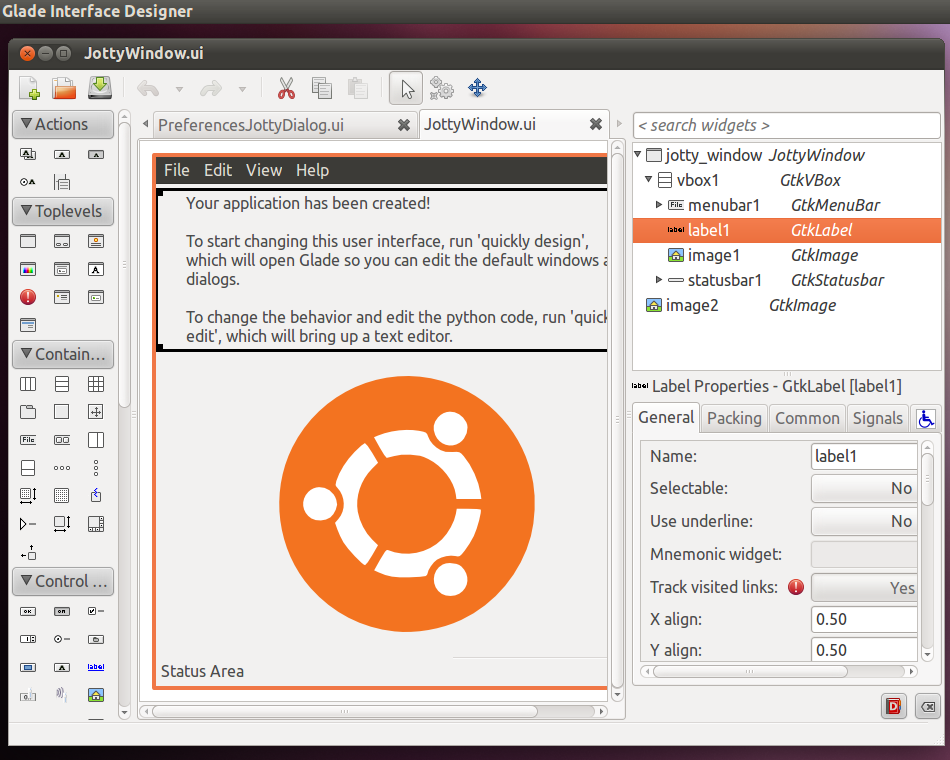 Glade Interface Designer
JottyWindow.ui
Actions
Toplevels
Contain...
Control ...
PreferencesJottyDialog.ui
JottyWindow.ui
File Edit View Help
Your application has been created!
To start changing this user interface, run 'quickly design',
which will open Glade so you can edit the default windows a
dialogs.
To change the behavior and edit the python code, run 'quick
edit', which will bring up a text editor.
Status Area
< search widgets >
jotty_window JottyWindow
vbox1 GtkVBox
menubar1 GtkMenuBar
label1 GtkLabel
image1 GtkImage
statusbar1 GtkStatusbar
image2 GtkImage
Label Properties - GtkLabel [label1]
General Packing Common Signals
Name: label1
Selectable: No
Use underline: No
Mnemonic widget:
Track visited links: Yes
X align: 0.50
Y align: 0.50